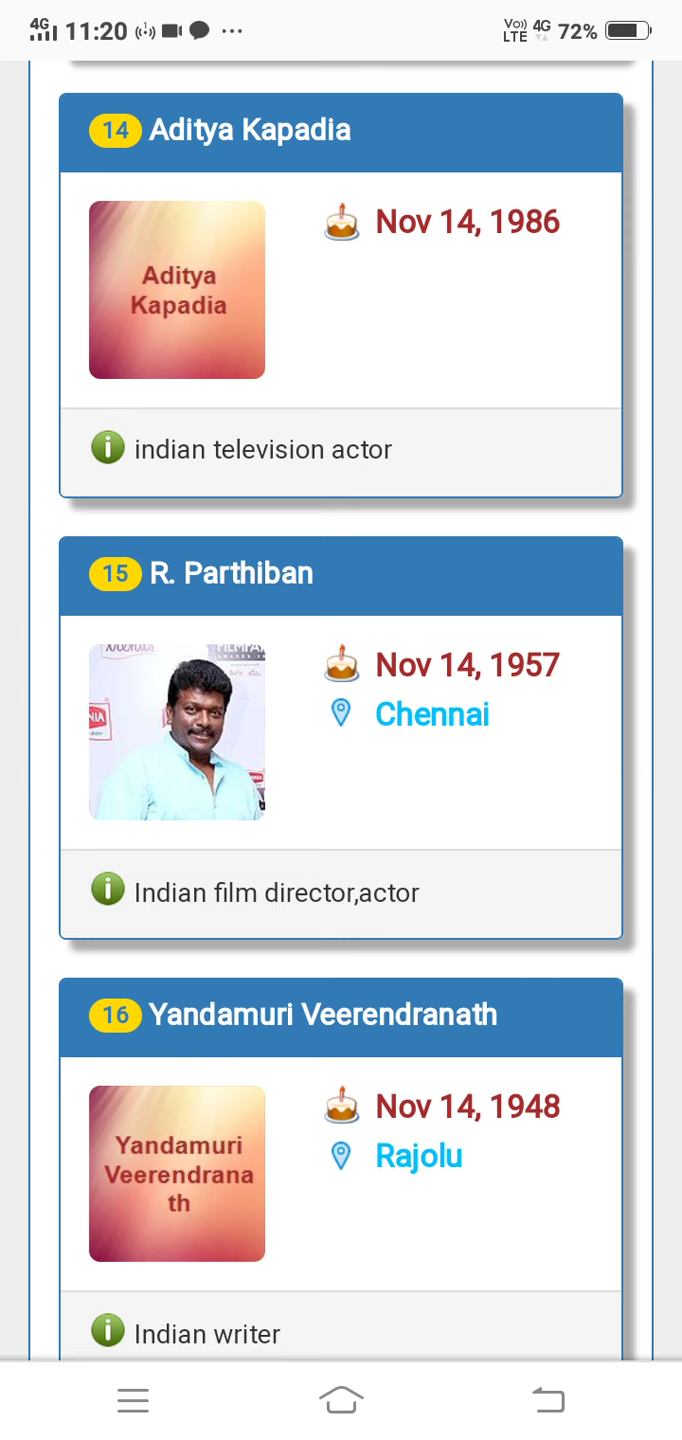 4G 11:20 Vo)) LTE 4G 72%
14 Aditya Kapadia
Nov 14, 1986
Aditya
Kapadia
indian television actor
15 R. Parthiban
Nov 14, 1957
Chennai
Indian film director,actor
16 Yandamuri Veerendranath
Nov 14, 1948
Rajolu
Yandamuri
Veerendrana
th
Indian writer